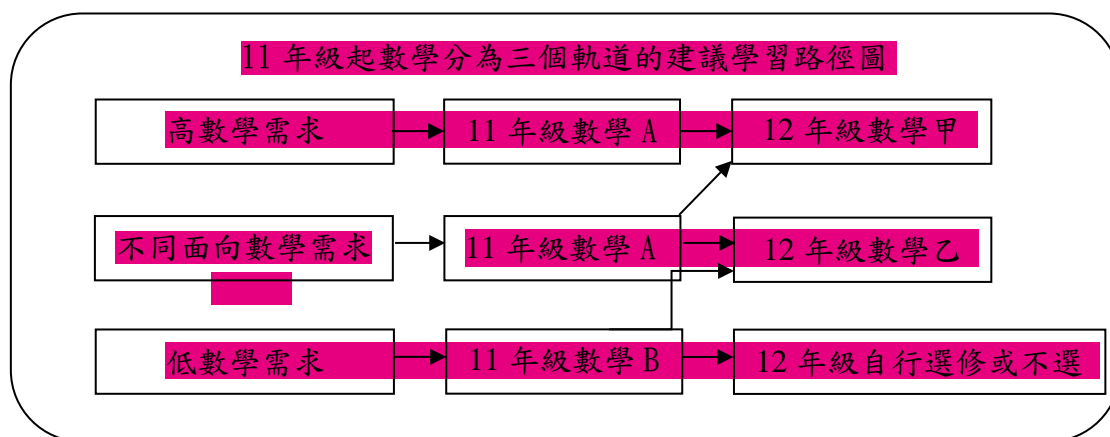 11 年級起數學分為三個軌道的建議學習路徑圖
高數學需求 11 年級數學 A 12 年級數學甲
不同面向數學需求 11 年級數學 A 12 年級數學乙
低數學需求 11 年級數學 B 12 年級自行選修或不選